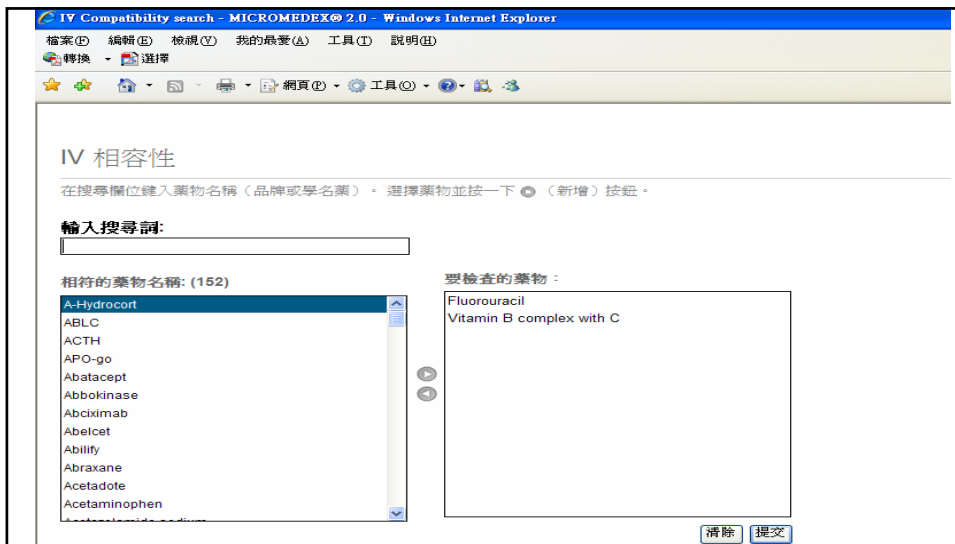 IV Compatibility search - MICROMEDEX® 2.0 - Windows Internet Explorer
檔案(F) 編輯(E) 檢視(V) 我的最愛(A) 工具(T) 說明(H)
轉換 選擇
網頁(P) 工具(O)
IV 相容性
在搜尋欄位鍵入藥物名稱（品牌或學名藥）。 選擇藥物並按一下 （新增）按鈕。
輸入搜尋詞:
相符的藥物名稱: (152)
要檢查的藥物：
A-Hydrocort
ABLC
ACTH
APO-go
Abatacept
Abbokinase
Abciximab
Abelcet
Abilify
Abraxane
Acetadote
Acetaminophen
Fluorouracil
Vitamin B complex with C
清除 提交